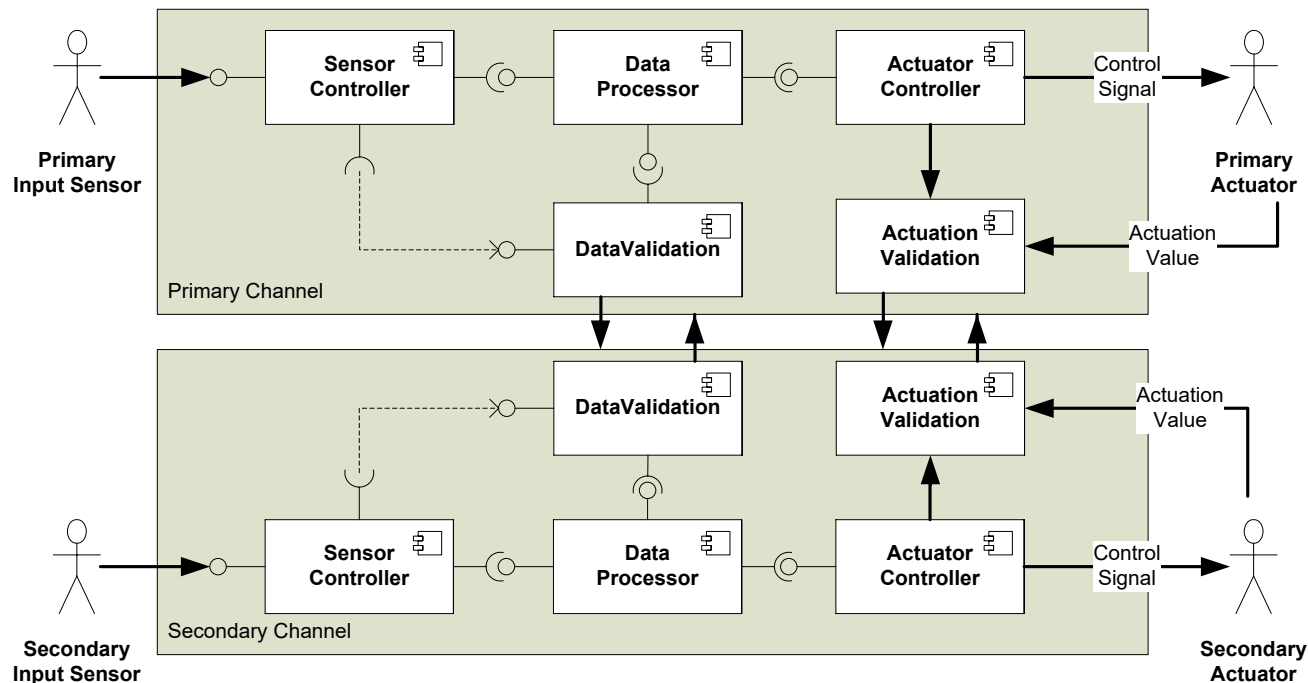 Sensor
Controller
Data
Processor
Actuator
Controller
Control
Signal
Primary
Input Sensor
Primary
Actuator
DataValidation
Actuation
Validation
Actuation
Value
Primary Channel
DataValidation
Actuation
Validation
Actuation
Value
Sensor
Controller
Data
Processor
Actuator
Controller
Control
Signal
Secondary Channel
Secondary
Input Sensor
Secondary
Actuator